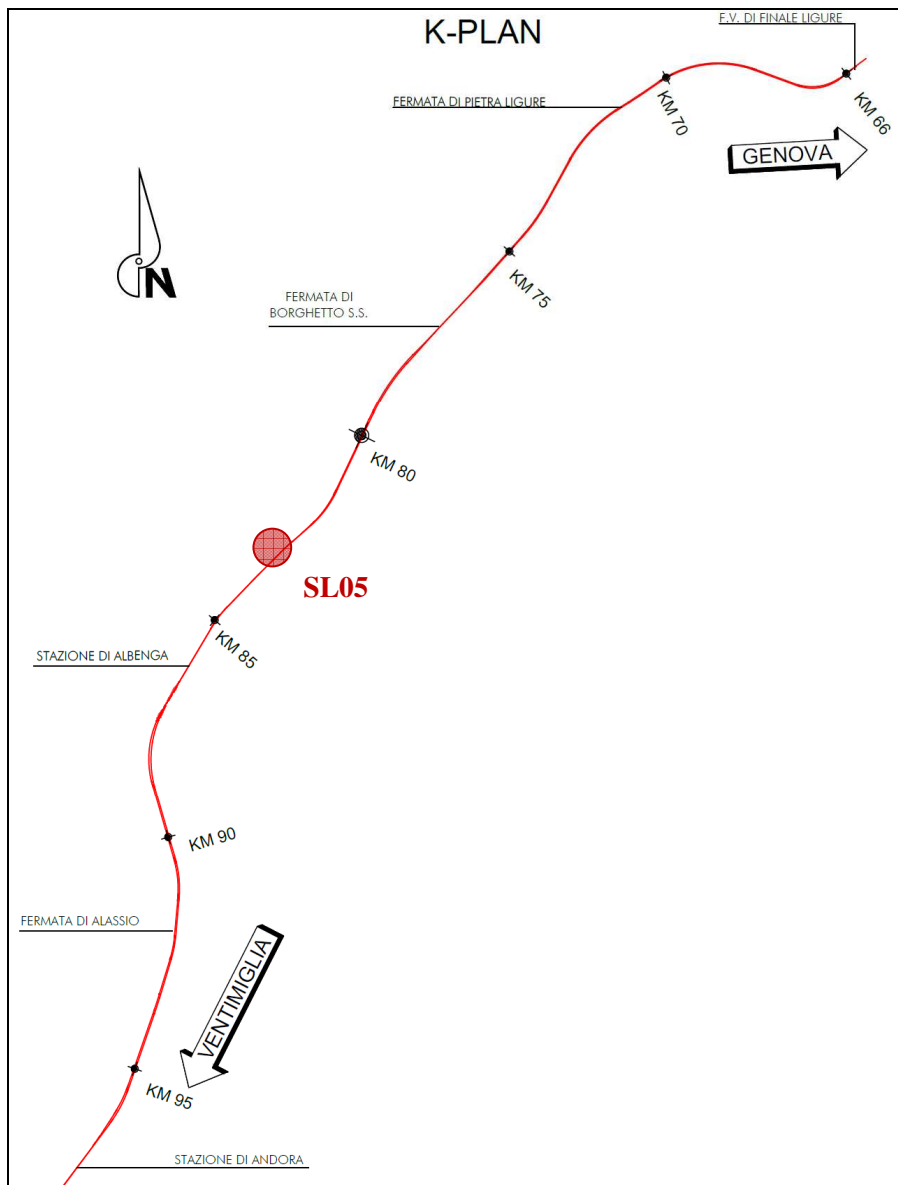 F.V. DI FINALE LIGURE
K-PLAN
FERMATA DI PIETRA LIGURE
KM 70
KM 66
GENOVA
N
KM 75
FERMATA DI
BORGHETTO S.S.
KM 80
SL05
KM 85
STAZIONE DI ALBENGA
KM 90
FERMATA DI ALASSIO
VENTIMIGLIA
KM 95
STAZIONE DI ANDORA